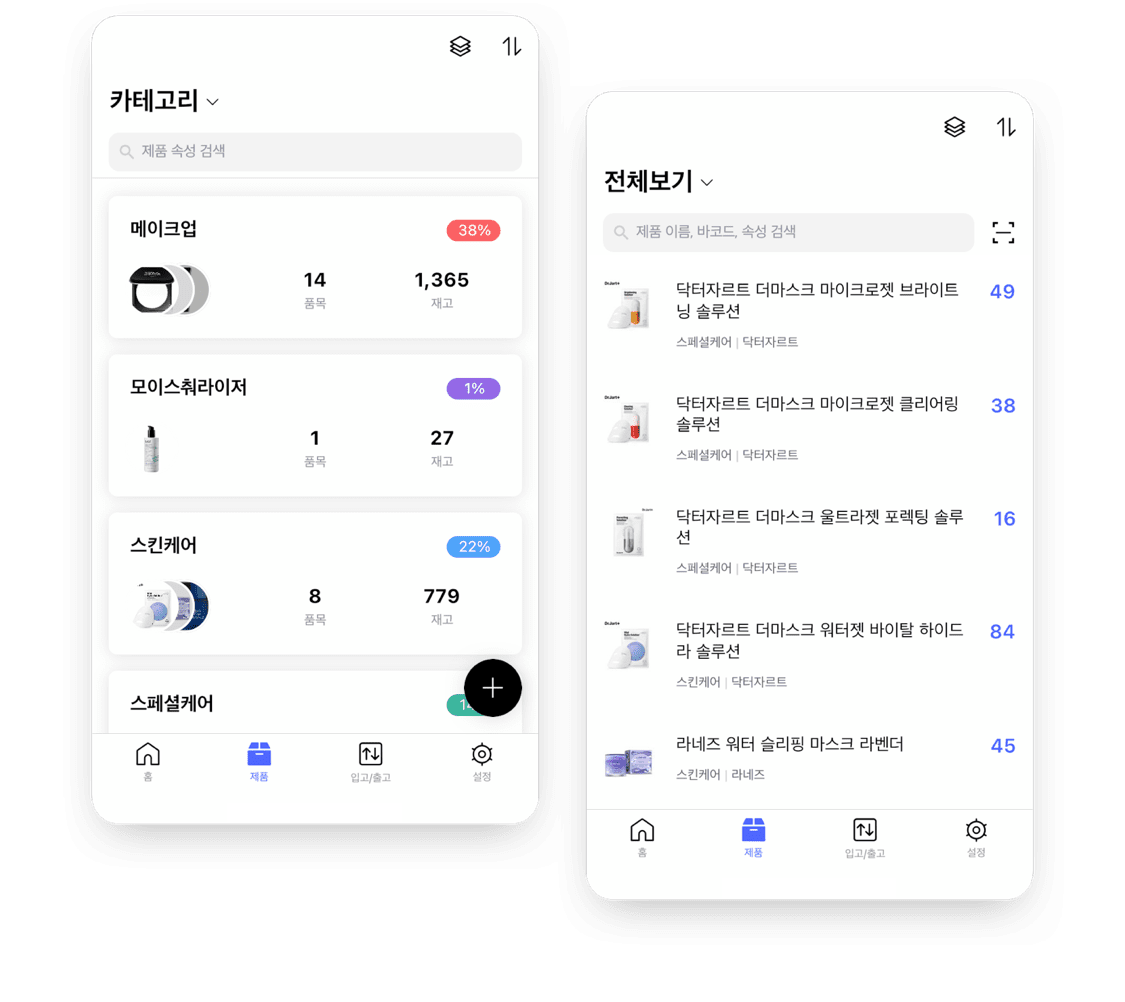 카테고리
제품 속성 검색
메이크업
38%
14
1,365
품목
재고
모이스춰라이저
1%
1
27
품목
재고
스킨케어
22%
8
779
품목
재고
스페셜케어
홈
제품
입고/출고
설정
전체보기
제품 이름, 바코드, 속성 검색
Dr.Jart+
닥터자르트 더마스크 마이크로젯 브라이트
닝 솔루션
49
스페셜케어 | 닥터자르트
Dr.Jart+
닥터자르트 더마스크 마이크로젯 클리어링
솔루션
38
스페셜케어 | 닥터자르트
닥터자르트 더마스크 울트라젯 포렉팅 솔루
션
16
스페셜케어 | 닥터자르트
Dr.Jart+
닥터자르트 더마스크 워터젯 바이탈 하이드
라 솔루션
84
스킨케어 | 닥터자르트
라네즈 워터 슬리핑 마스크 라벤더
45
스킨케어 | 라네즈
홈
제품
입고/출고
설정